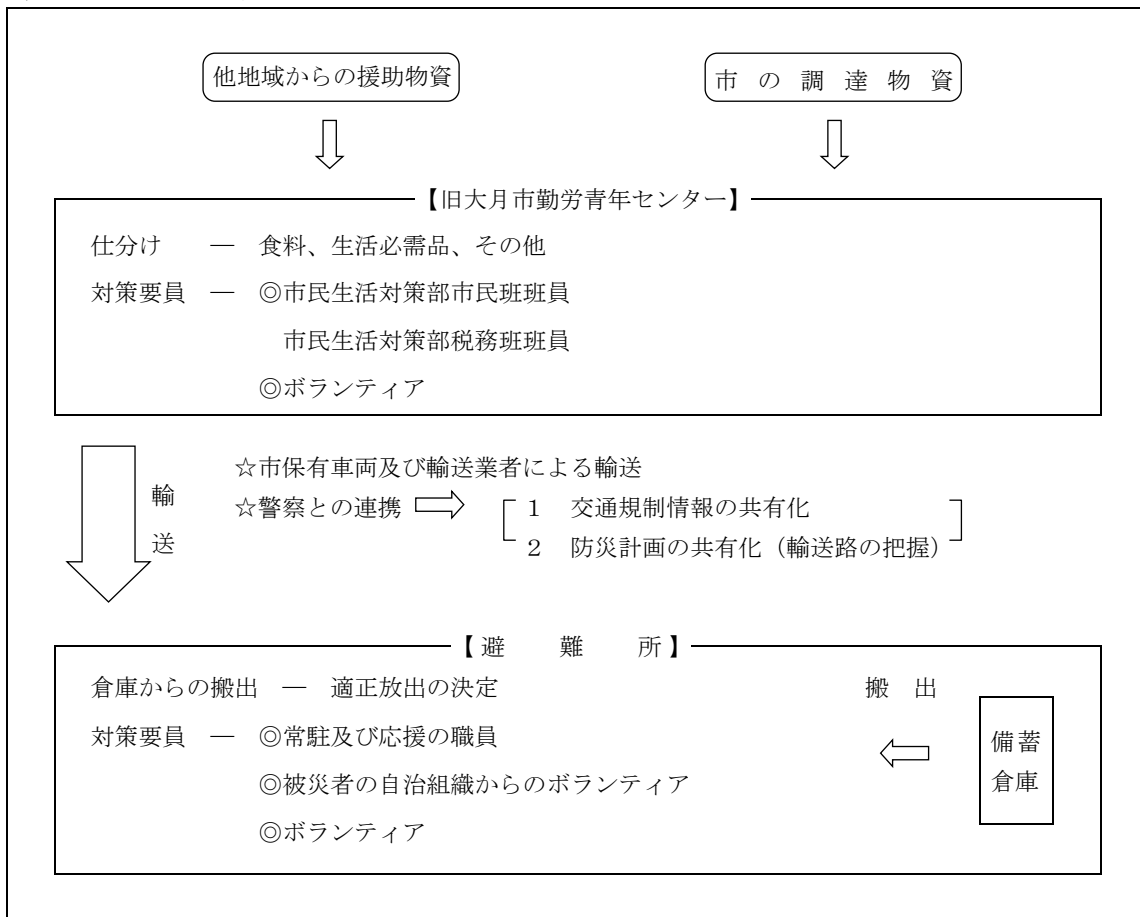 他地域からの援助物資
市の調達物資
【旧大月市勤労青年センター】
仕分け ― 食料、生活必需品、その他
対策要員 ― ◎市民生活対策部市民班班員
市民生活対策部税務班班員
◎ボランティア
輸送
☆市保有車両及び輸送業者による輸送
☆警察との連携
1 交通規制情報の共有化
2 防災計画の共有化(輸送路の把握)
【避難所】
倉庫からの搬出 ― 適正放出の決定
搬出
対策要員 ― ◎常駐及び応援の職員
◎被災者の自治組織からのボランティア
◎ボランティア
備蓄
倉庫